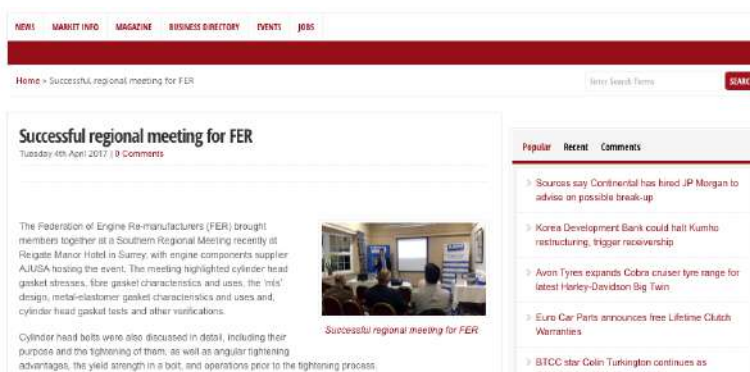 NEWS MARKET INFO MAGAZINE BUSINESS DIRECTORY EVENTS JOBS
Home » Successful regional meeting for FER
Enter Search Terms
SEARC
Successful regional meeting for FER
Tuesday 4th April 2017 | 0 Comments
The Federation of Engine Re-manufacturers (FER) brought
members together at a Southern Regional Meeting recently at
Reigate Manor Hotel in Surrey, with engine components supplier
AJUSA hosting the event. The meeting highlighted cylinder head
gasket stresses, fibre gasket characteristics and uses, the 'mls'
design, metal-elastomer gasket characteristics and uses and,
cylinder head gasket tests and other verifications.
Successful regional meeting for FER
Cylinder head bolts were also discussed in detail, including their
purpose and the tightening of them, as well as angular tightening
advantages, the yield strength in a bolt, and operations prior to the tightening process.
Popular Recent Comments
Sources say Continental has hired JP Morgan to
advise on possible break-up
Korea Development Bank could halt Kumho
restructuring, trigger receivership
Avon Tyres expands Cobra cruiser tyre range for
latest Harley-Davidson Big Twin
Euro Car Parts announces free Lifetime Clutch
Warranties
BTCC star Colin Turkington continues as